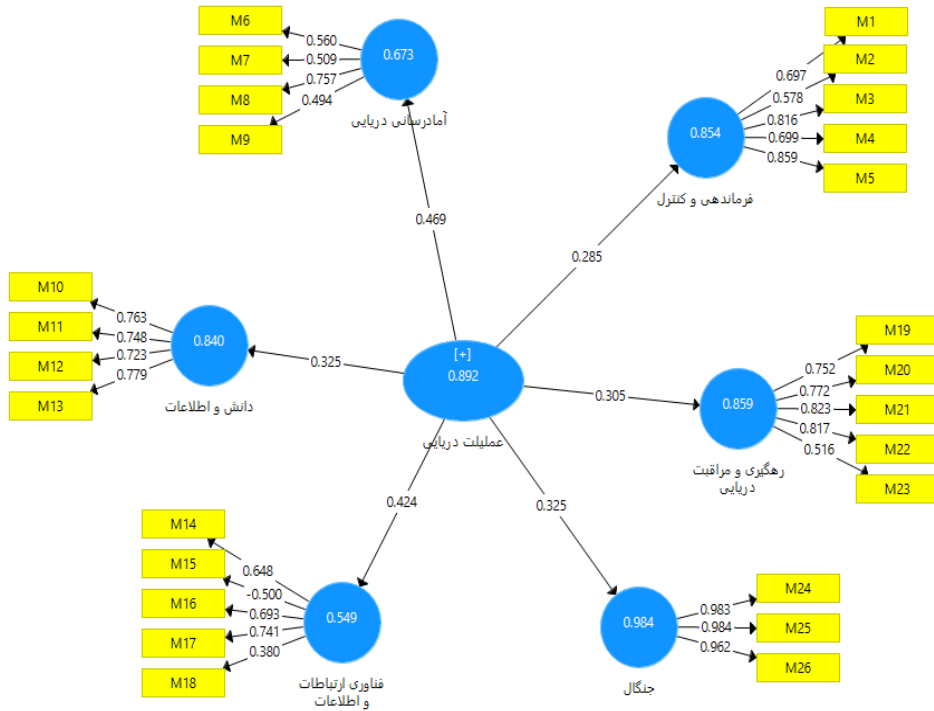 M6
M7
M8
M9
0.560
0.509
0.757
0.494
0.673
آمادرسانی دریایی
M1
M2
M3
M4
M5
0.697
0.578
0.816
0.699
0.859
0.854
فرماندهی و کنترل
0.469
0.285
M10
M11
M12
M13
0.763
0.748
0.723
0.779
0.840
دانش و اطلاعات
0.325
[+]
0.892
عملیلت دریایی
0.305
M19
M20
M21
M22
M23
0.752
0.772
0.823
0.817
0.516
0.859
رهگیری و مراقبت
دریایی
0.424
0.325
M14
M15
M16
M17
M18
0.648
-0.500
0.693
0.741
0.380
0.549
فناوری ارتباطات
و اطلاعات
M24
M25
M26
0.983
0.984
0.962
0.984
جنگال